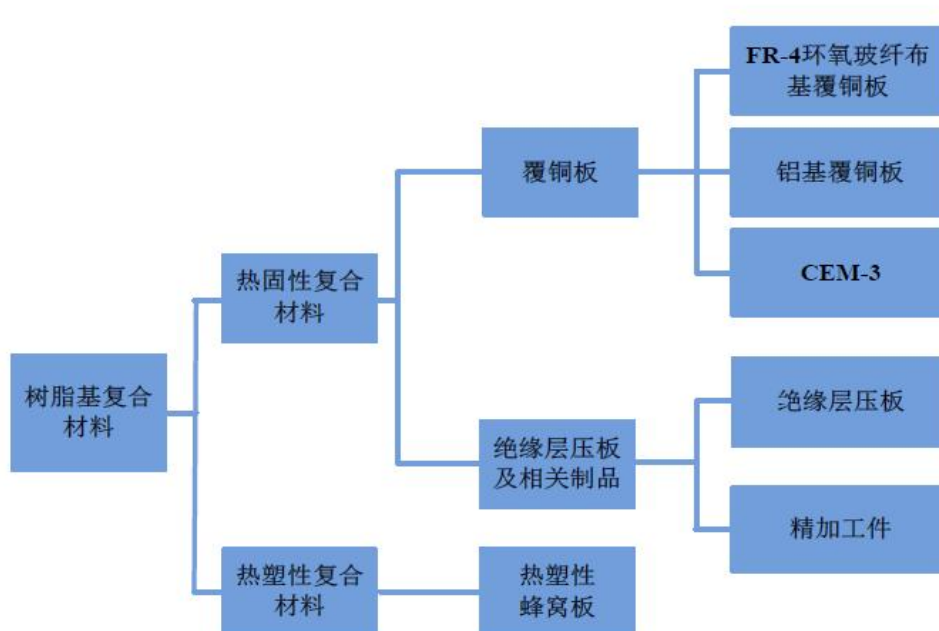 FR-4环氧玻纤布
基覆铜板
覆铜板
铝基覆铜板
CEM-3
热固性复合
材料
树脂基复合
材料
绝缘层压板
绝缘层压板
及相关制品
精加工件
热塑性复合
材料
热塑性
蜂窝板